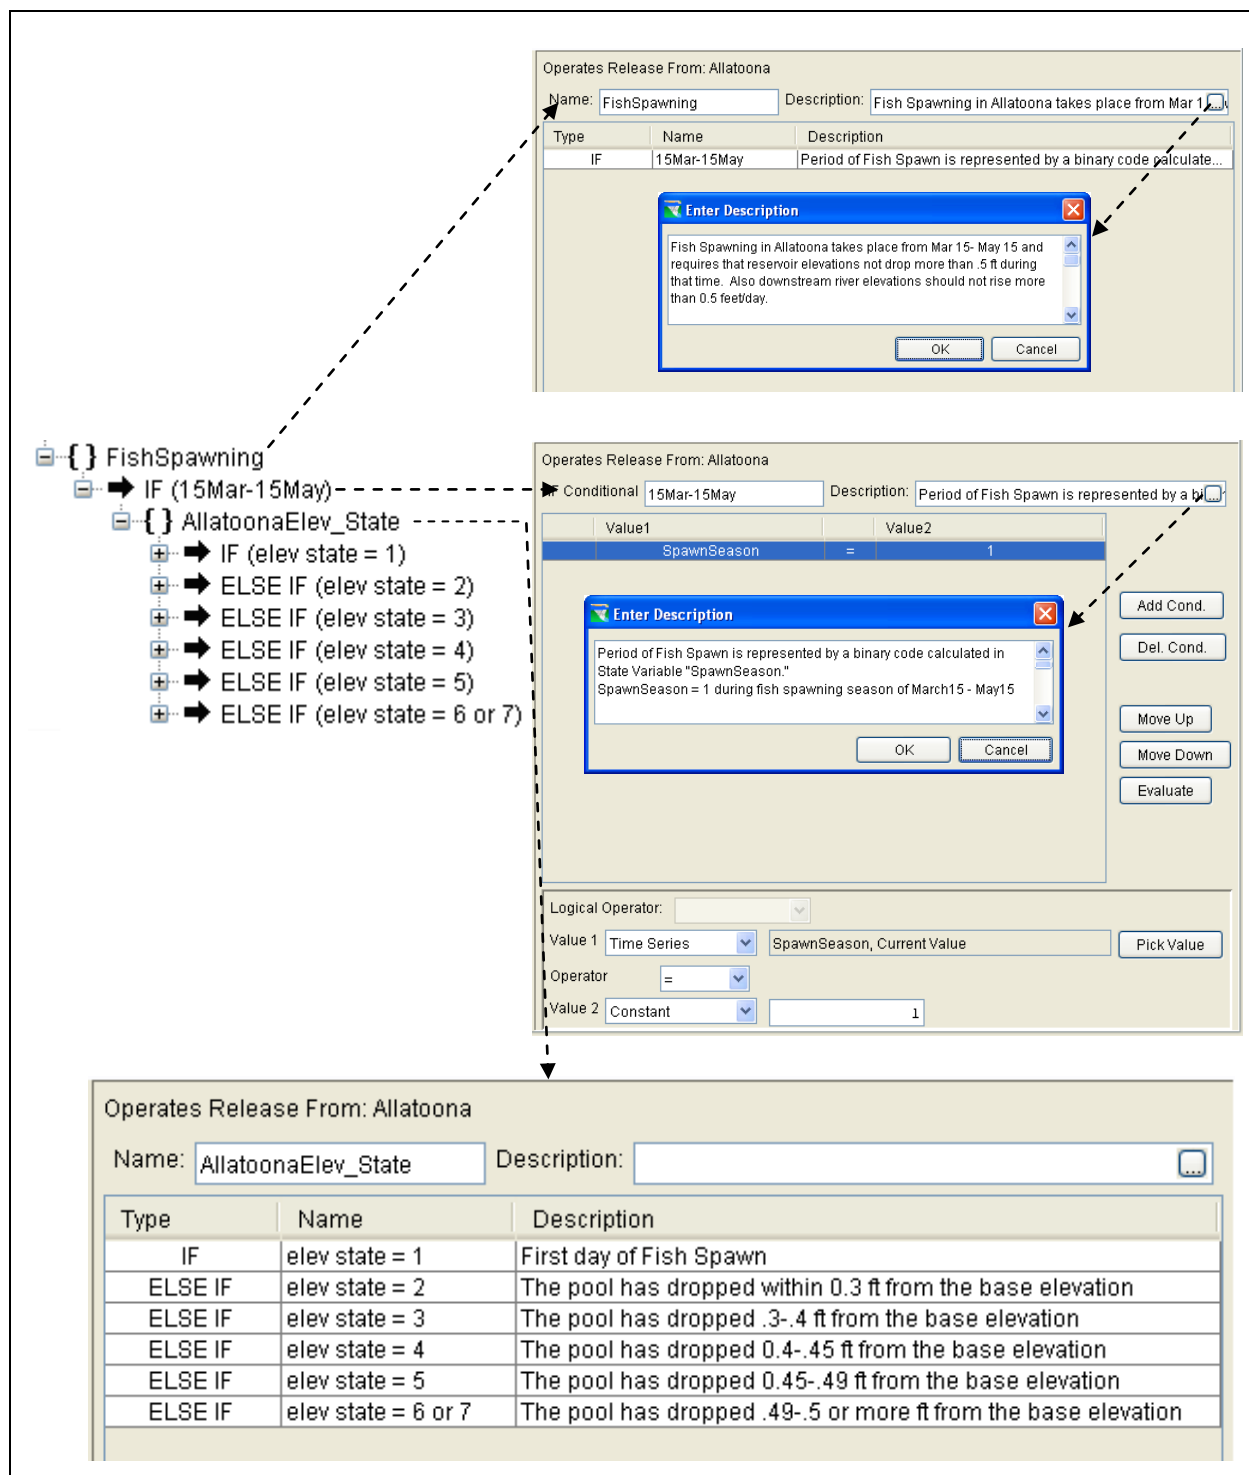 Operates Release From: Allatoona
Name: FishSpawning Description: Fish Spawning in Allatoona takes place from Mar 1 ...
Type Name Description
IF 15Mar-15May Period of Fish Spawn is represented by a binary code calculate...
Enter Description
Fish Spawning in Allatoona takes place from Mar 15- May 15 and
requires that reservoir elevations not drop more than .5 ft during
that time. Also downstream river elevations should not rise more
than 0.5 feet/day.
OK Cancel
{ } FishSpawning
IF (15Mar-15May)
{ } AllatoonaElev_State
IF (elev state = 1)
ELSE IF (elev state = 2)
ELSE IF (elev state = 3)
ELSE IF (elev state = 4)
ELSE IF (elev state = 5)
ELSE IF (elev state = 6 or 7)
Operates Release From: Allatoona
IF Conditional 15Mar-15May Description: Period of Fish Spawn is represented by a bi ...
Value1 Value2
SpawnSeason = 1
Enter Description
Period of Fish Spawn is represented by a binary code calculated in
State Variable "SpawnSeason."
SpawnSeason = 1 during fish spawning season of March15 - May15
OK Cancel
Add Cond.
Del. Cond.
Move Up
Move Down
Evaluate
Logical Operator:
Value 1 Time Series SpawnSeason, Current Value Pick Value
Operator =
Value 2 Constant 1
Operates Release From: Allatoona
Name: AllatoonaElev_State Description: ...
Type Name Description
IF elev state = 1 First day of Fish Spawn
ELSE IF elev state = 2 The pool has dropped within 0.3 ft from the base elevation
ELSE IF elev state = 3 The pool has dropped .3-.4 ft from the base elevation
ELSE IF elev state = 4 The pool has dropped 0.4-.45 ft from the base elevation
ELSE IF elev state = 5 The pool has dropped 0.45-.49 ft from the base elevation
ELSE IF elev state = 6 or 7 The pool has dropped .49-.5 or more ft from the base elevation